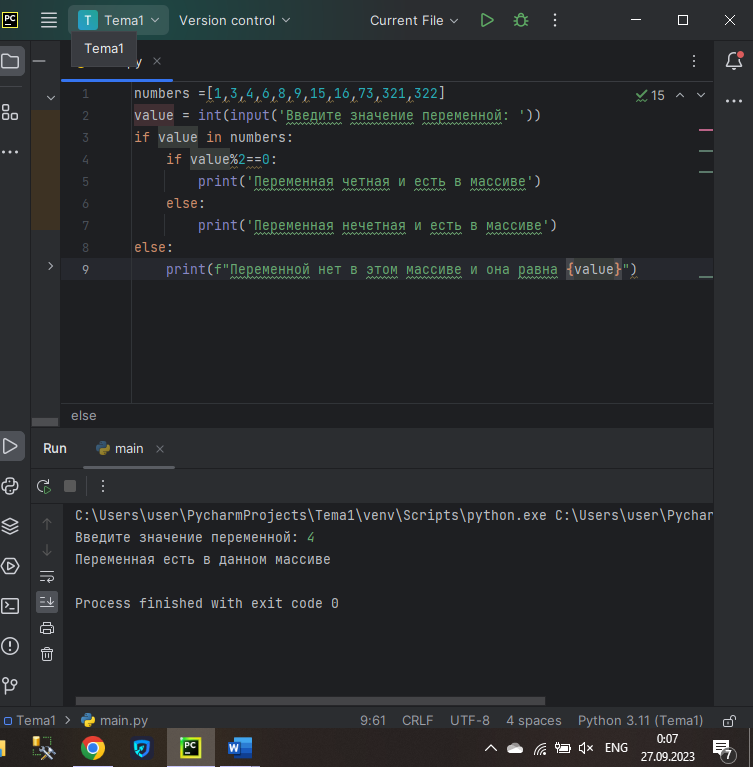 PC T Tema1 Version control Current File
Tema1
y
15
1 numbers =[1,3,4,6,8,9,15,16,73,321,322]
2 value = int(input('Введите значение переменной: '))
3 if value in numbers:
4 if value%2==0:
5 print('Переменная четная и есть в массиве')
6 else:
7 print('Переменная нечетная и есть в массиве')
8 else:
9 print(f"Переменной нет в этом массиве и она равна {value}")
else
Run main
C:\Users\user\PycharmProjects\Tema1\venv\Scripts\python.exe C:\Users\user\Pychar
Введите значение переменной: 4
Переменная есть в данном массиве
Process finished with exit code 0
Tema1 main.py 9:61 CRLF UTF-8 4 spaces Python 3.11 (Tema1)
PC W ENG 0:07
27.09.2023 7